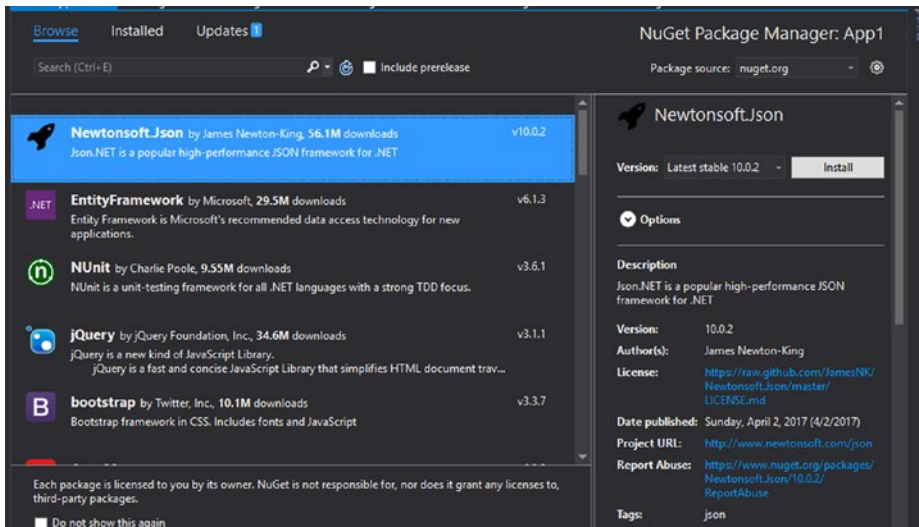 Browse Installed Updates 1
NuGet Package Manager: App1
Search (Ctrl+E) Include prerelease
Package source: nuget.org
Newtonsoft.Json by James Newton-King, 56.1M downloads v10.0.2
Json.NET is a popular high-performance JSON framework for .NET
.NET
EntityFramework by Microsoft, 29.5M downloads v6.1.3
Entity Framework is Microsoft's recommended data access technology for new
applications.
n
NUnit by Charlie Poole, 9.55M downloads v3.6.1
NUnit is a unit-testing framework for all .NET languages with a strong TDD focus.
jQuery by jQuery Foundation, Inc., 34.6M downloads v3.1.1
jQuery is a new kind of JavaScript Library.
jQuery is a fast and concise JavaScript Library that simplifies HTML document trav...
B
bootstrap by Twitter, Inc., 10.1M downloads v3.3.7
Bootstrap framework in CSS. Includes fonts and JavaScript
Each package is licensed to you by its owner. NuGet is not responsible for, nor does it grant any licenses to,
third-party packages.
Do not show this again
Newtonsoft.Json
Version: Latest stable 10.0.2 Install
Options
Description
Json.NET is a popular high-performance JSON
framework for .NET
Version: 10.0.2
Author(s): James Newton-King
License: https://raw.github.com/JamesNK/
Newtonsoft.Json/master/
LICENSE.md
Date published: Sunday, April 2, 2017 (4/2/2017)
Project URL: http://www.newtonsoft.com/json
Report Abuse: https://www.nuget.org/packages/
Newtonsoft.Json/10.0.2/
ReportAbuse
Tags: json